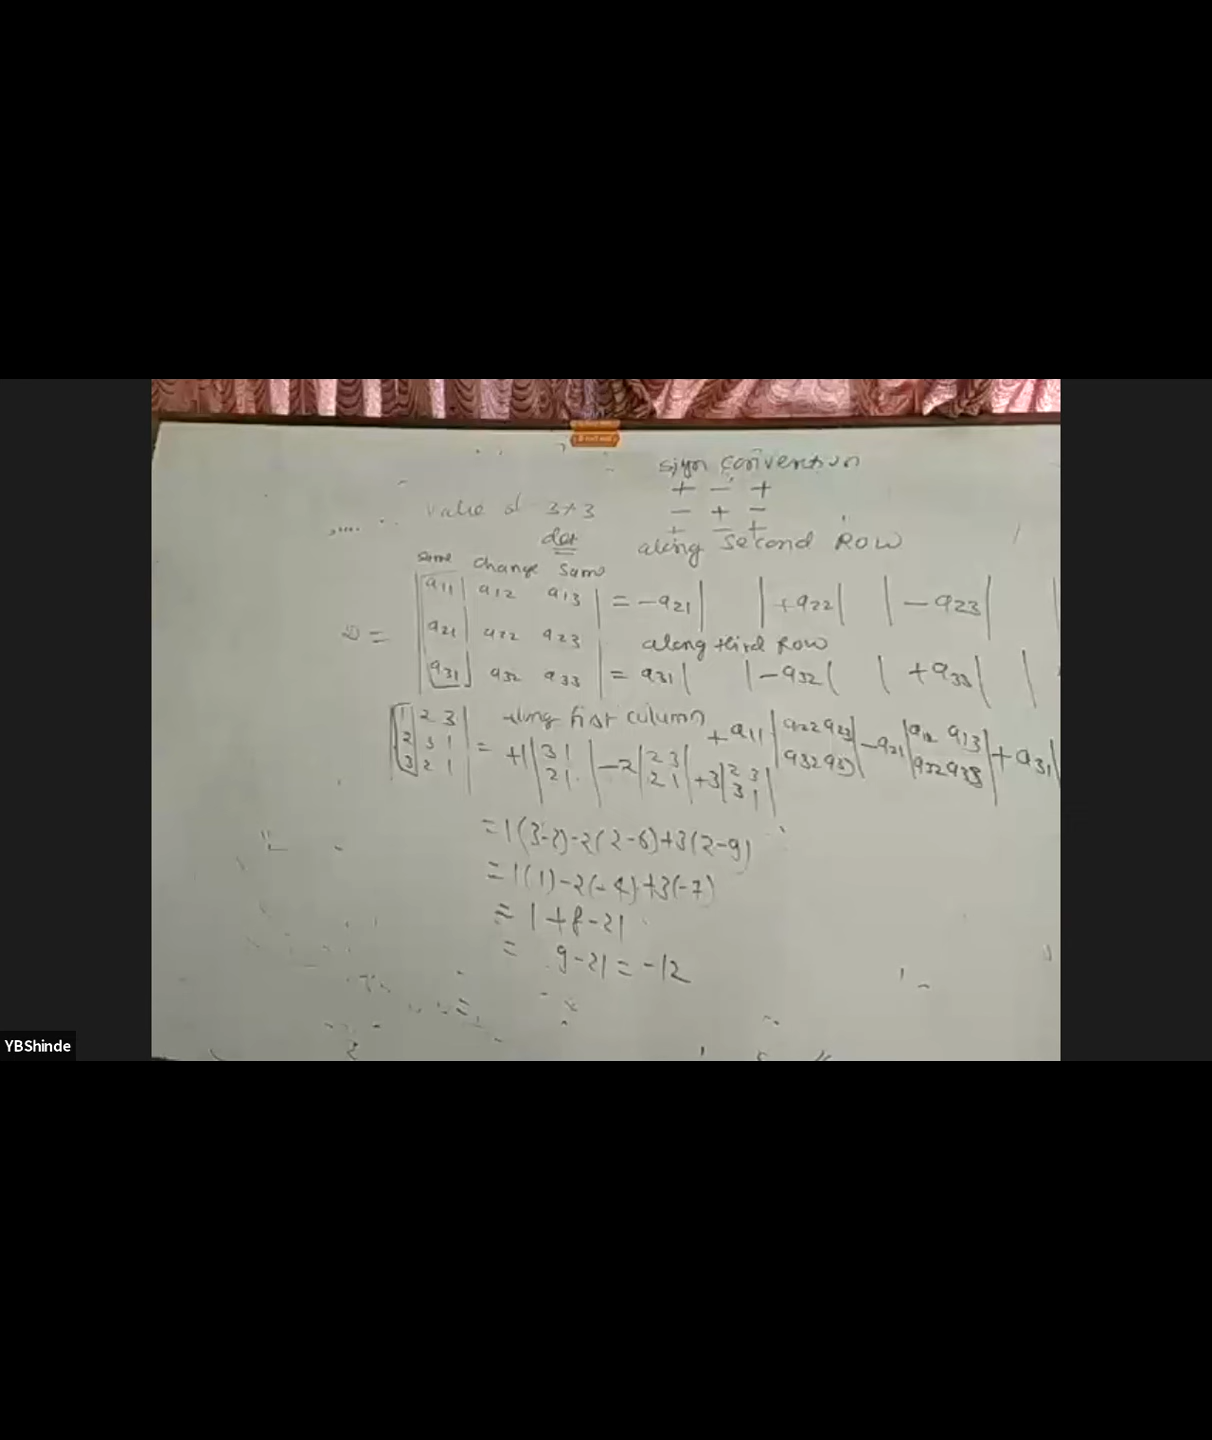 sign convention
+ - +
value of 3×3
- + -
+ - +
det
along Second Row
same change same
D = | a11 a12 a13 | = -a21 | | +a22 | | - a23 | |
| a21 a22 a23 |
along third Row
| a31 a32 a33 | = a31 | | - a32 | | + a33 | |
along first column
+ a11 | a22 a23 | - a21 | a12 a13 | + a31 |
| a32 a33 | | a32 a33 |
| 1 2 3 |
| 2 3 1 | = +1 | 3 1 | - 2 | 2 3 | + 3 | 2 3 |
| 3 2 1 | | 2 1 | | 2 1 | | 3 1 |
= 1(3-2)-2(2-6)+3(2-9)
= 1(1)-2(-4)+3(-7)
= 1+8-21
= 9-21 = -12
YBShinde